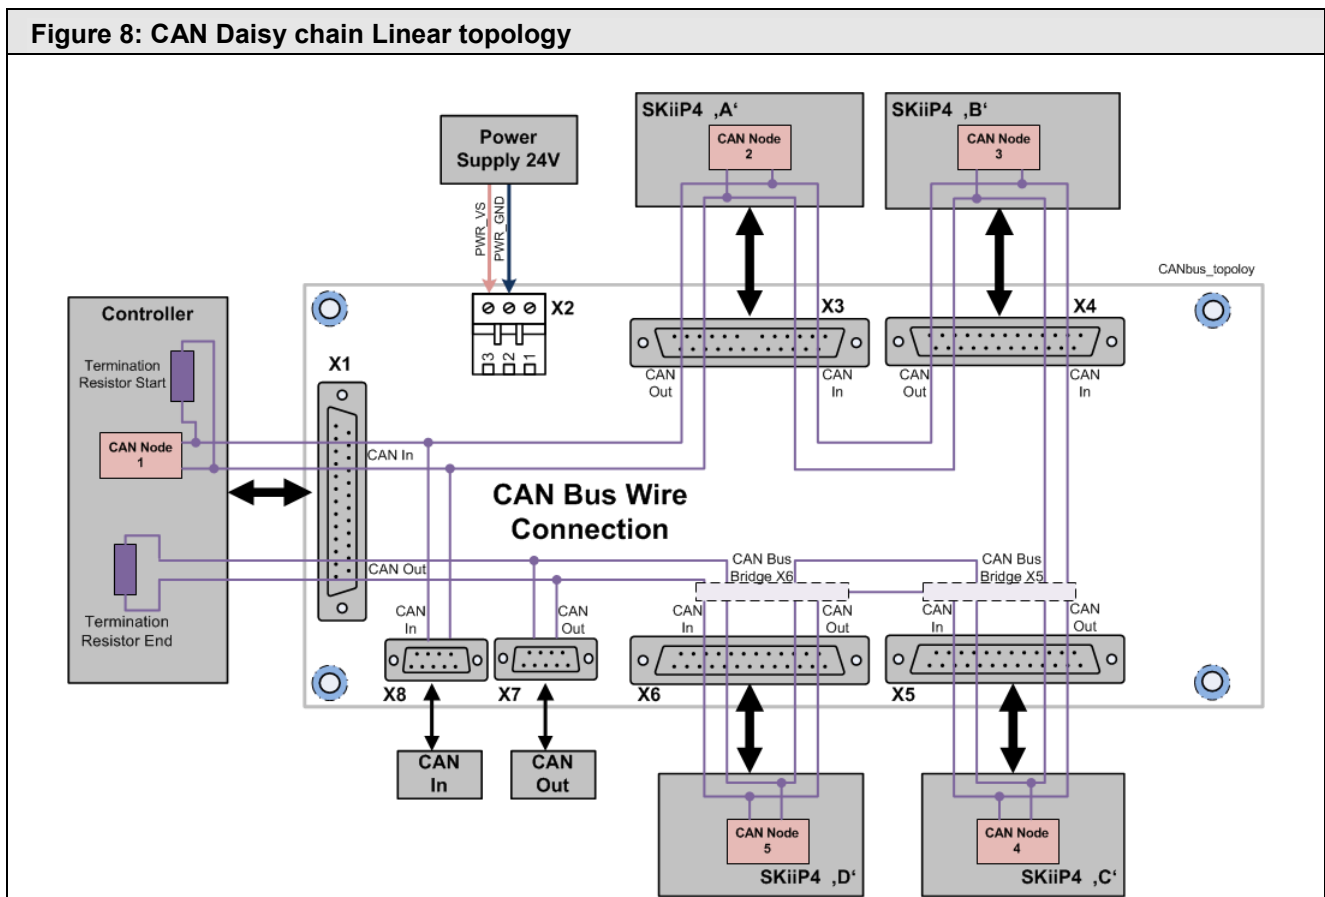 Figure 8: CAN Daisy chain Linear topology
SKiiP4 ‚A‘
CAN Node
2
SKiiP4 ‚B‘
CAN Node
3
Power
Supply 24V
PWR_VS
PWR_GND
CANbus_topoloy
X2
3
2
1
X3
X4
CAN
Out
CAN
In
CAN
Out
CAN
In
Controller
Termination
Resistor Start
X1
CAN Node
1
CAN In
CAN Bus Wire
Connection
CAN Out
Termination
Resistor End
CAN Bus
Bridge X6
CAN Bus
Bridge X5
CAN
In
CAN
Out
CAN
In
CAN
Out
CAN
In
CAN
Out
X8
X7
X6
X5
CAN
In
CAN
Out
CAN Node
5
SKiiP4 ‚D‘
CAN Node
4
SKiiP4 ‚C‘